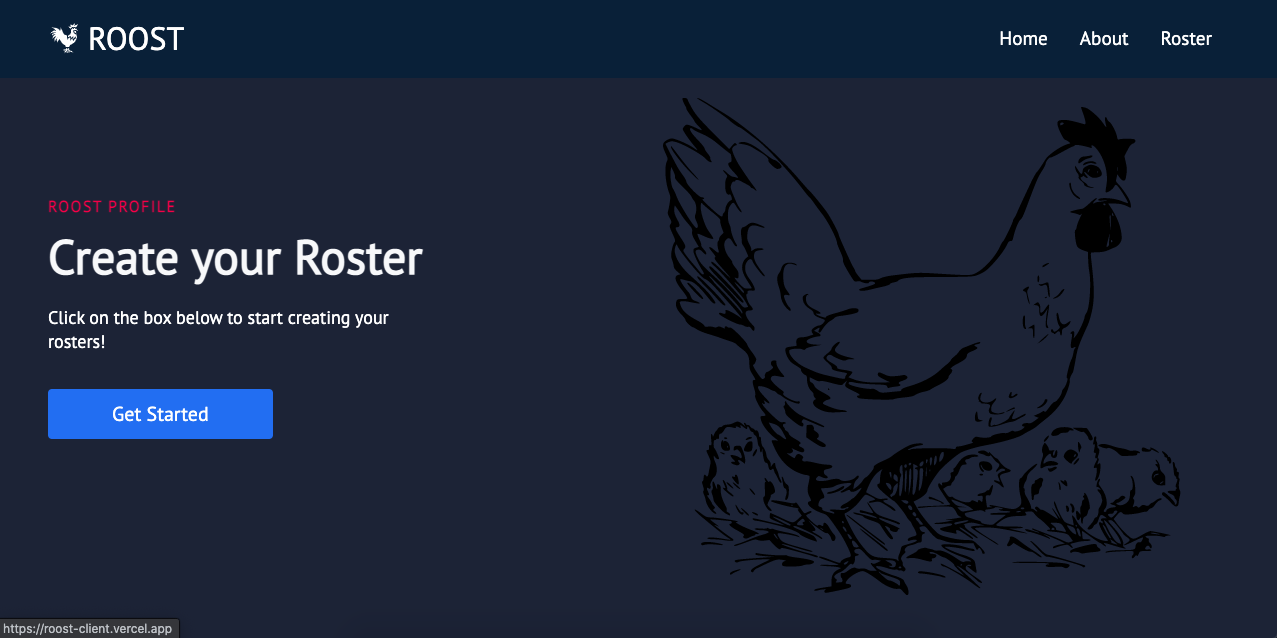 ROOST
Home
About
Roster
ROOST PROFILE
Create your Roster
Click on the box below to start creating your
rosters!
Get Started
https://roost-client.vercel.app